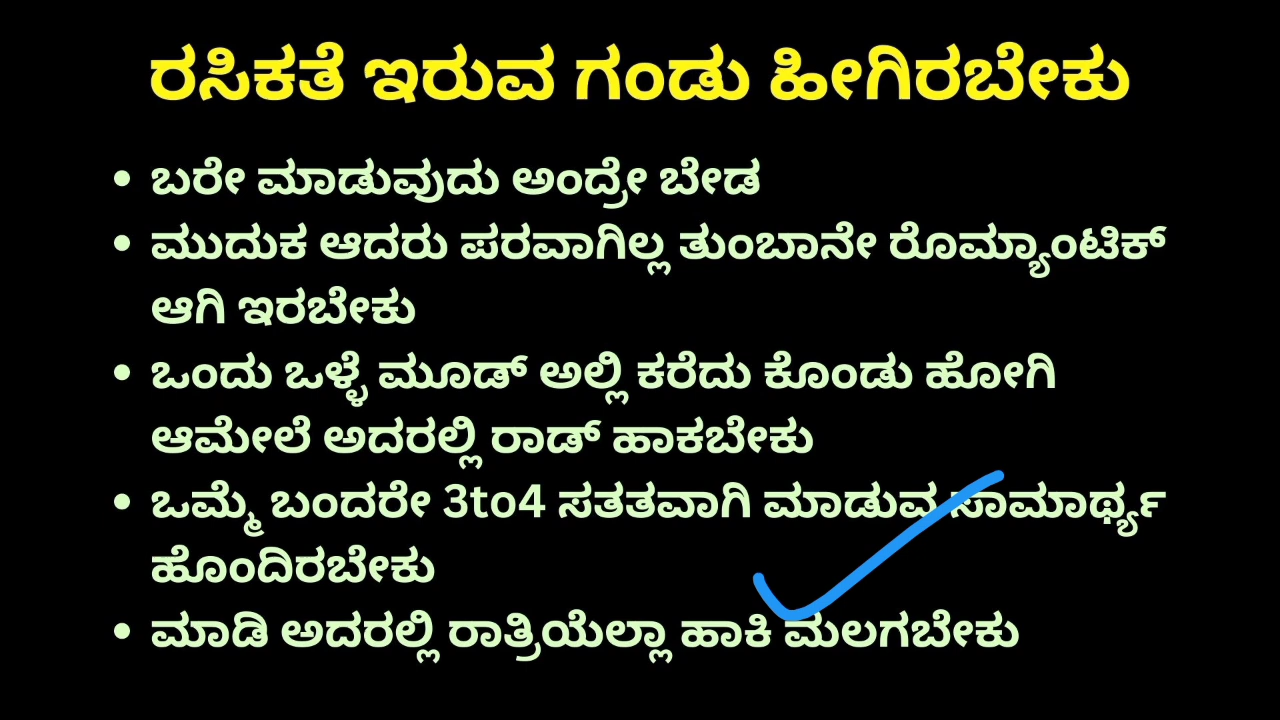 ರಸಿಕತೆ ಇರುವ ಗಂಡು ಹೀಗಿರಬೇಕು
• ಬರೇ ಮಾಡುವುದು ಅಂದ್ರೇ ಬೇಡ
• ಮುದುಕ ಆದರು ಪರವಾಗಿಲ್ಲ ತುಂಬಾನೇ ರೊಮ್ಯಾಂಟಿಕ್
ಆಗಿ ಇರಬೇಕು
• ಒಂದು ಒಳ್ಳೆ ಮೂಡ್ ಅಲ್ಲಿ ಕರೆದು ಕೊಂಡು ಹೋಗಿ
ಆಮೇಲೆ ಅದರಲ್ಲಿ ರಾಡ್ ಹಾಕಬೇಕು
• ಒಮ್ಮೆ ಬಂದರೇ 3to4 ಸತತವಾಗಿ ಮಾಡುವ ಸಾಮಾರ್ಥ್ಯ
ಹೊಂದಿರಬೇಕು
• ಮಾಡಿ ಅದರಲ್ಲಿ ರಾತ್ರಿಯೆಲ್ಲಾ ಹಾಕಿ ಮಲಗಬೇಕು